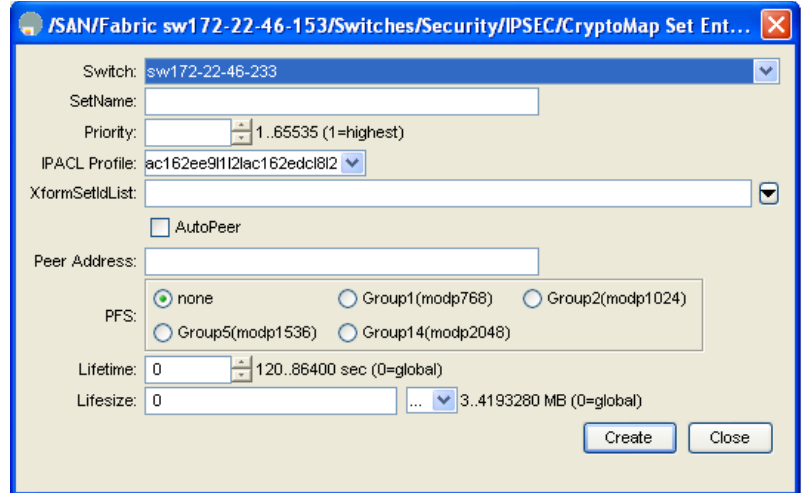 /SAN/Fabric sw172-22-46-153/Switches/Security/IPSEC/CryptoMap Set Ent...
Switch: sw172-22-46-233
SetName:
Priority: 1..65535 (1=highest)
IPACL Profile: ac162ee9l1l2lac162edcl8l2
XformSetIdList:
AutoPeer
Peer Address:
PFS: none Group1(modp768) Group2(modp1024)
Group5(modp1536) Group14(modp2048)
Lifetime: 0 120..86400 sec (0=global)
Lifesize: 0 ... 3..4193280 MB (0=global)
Create Close